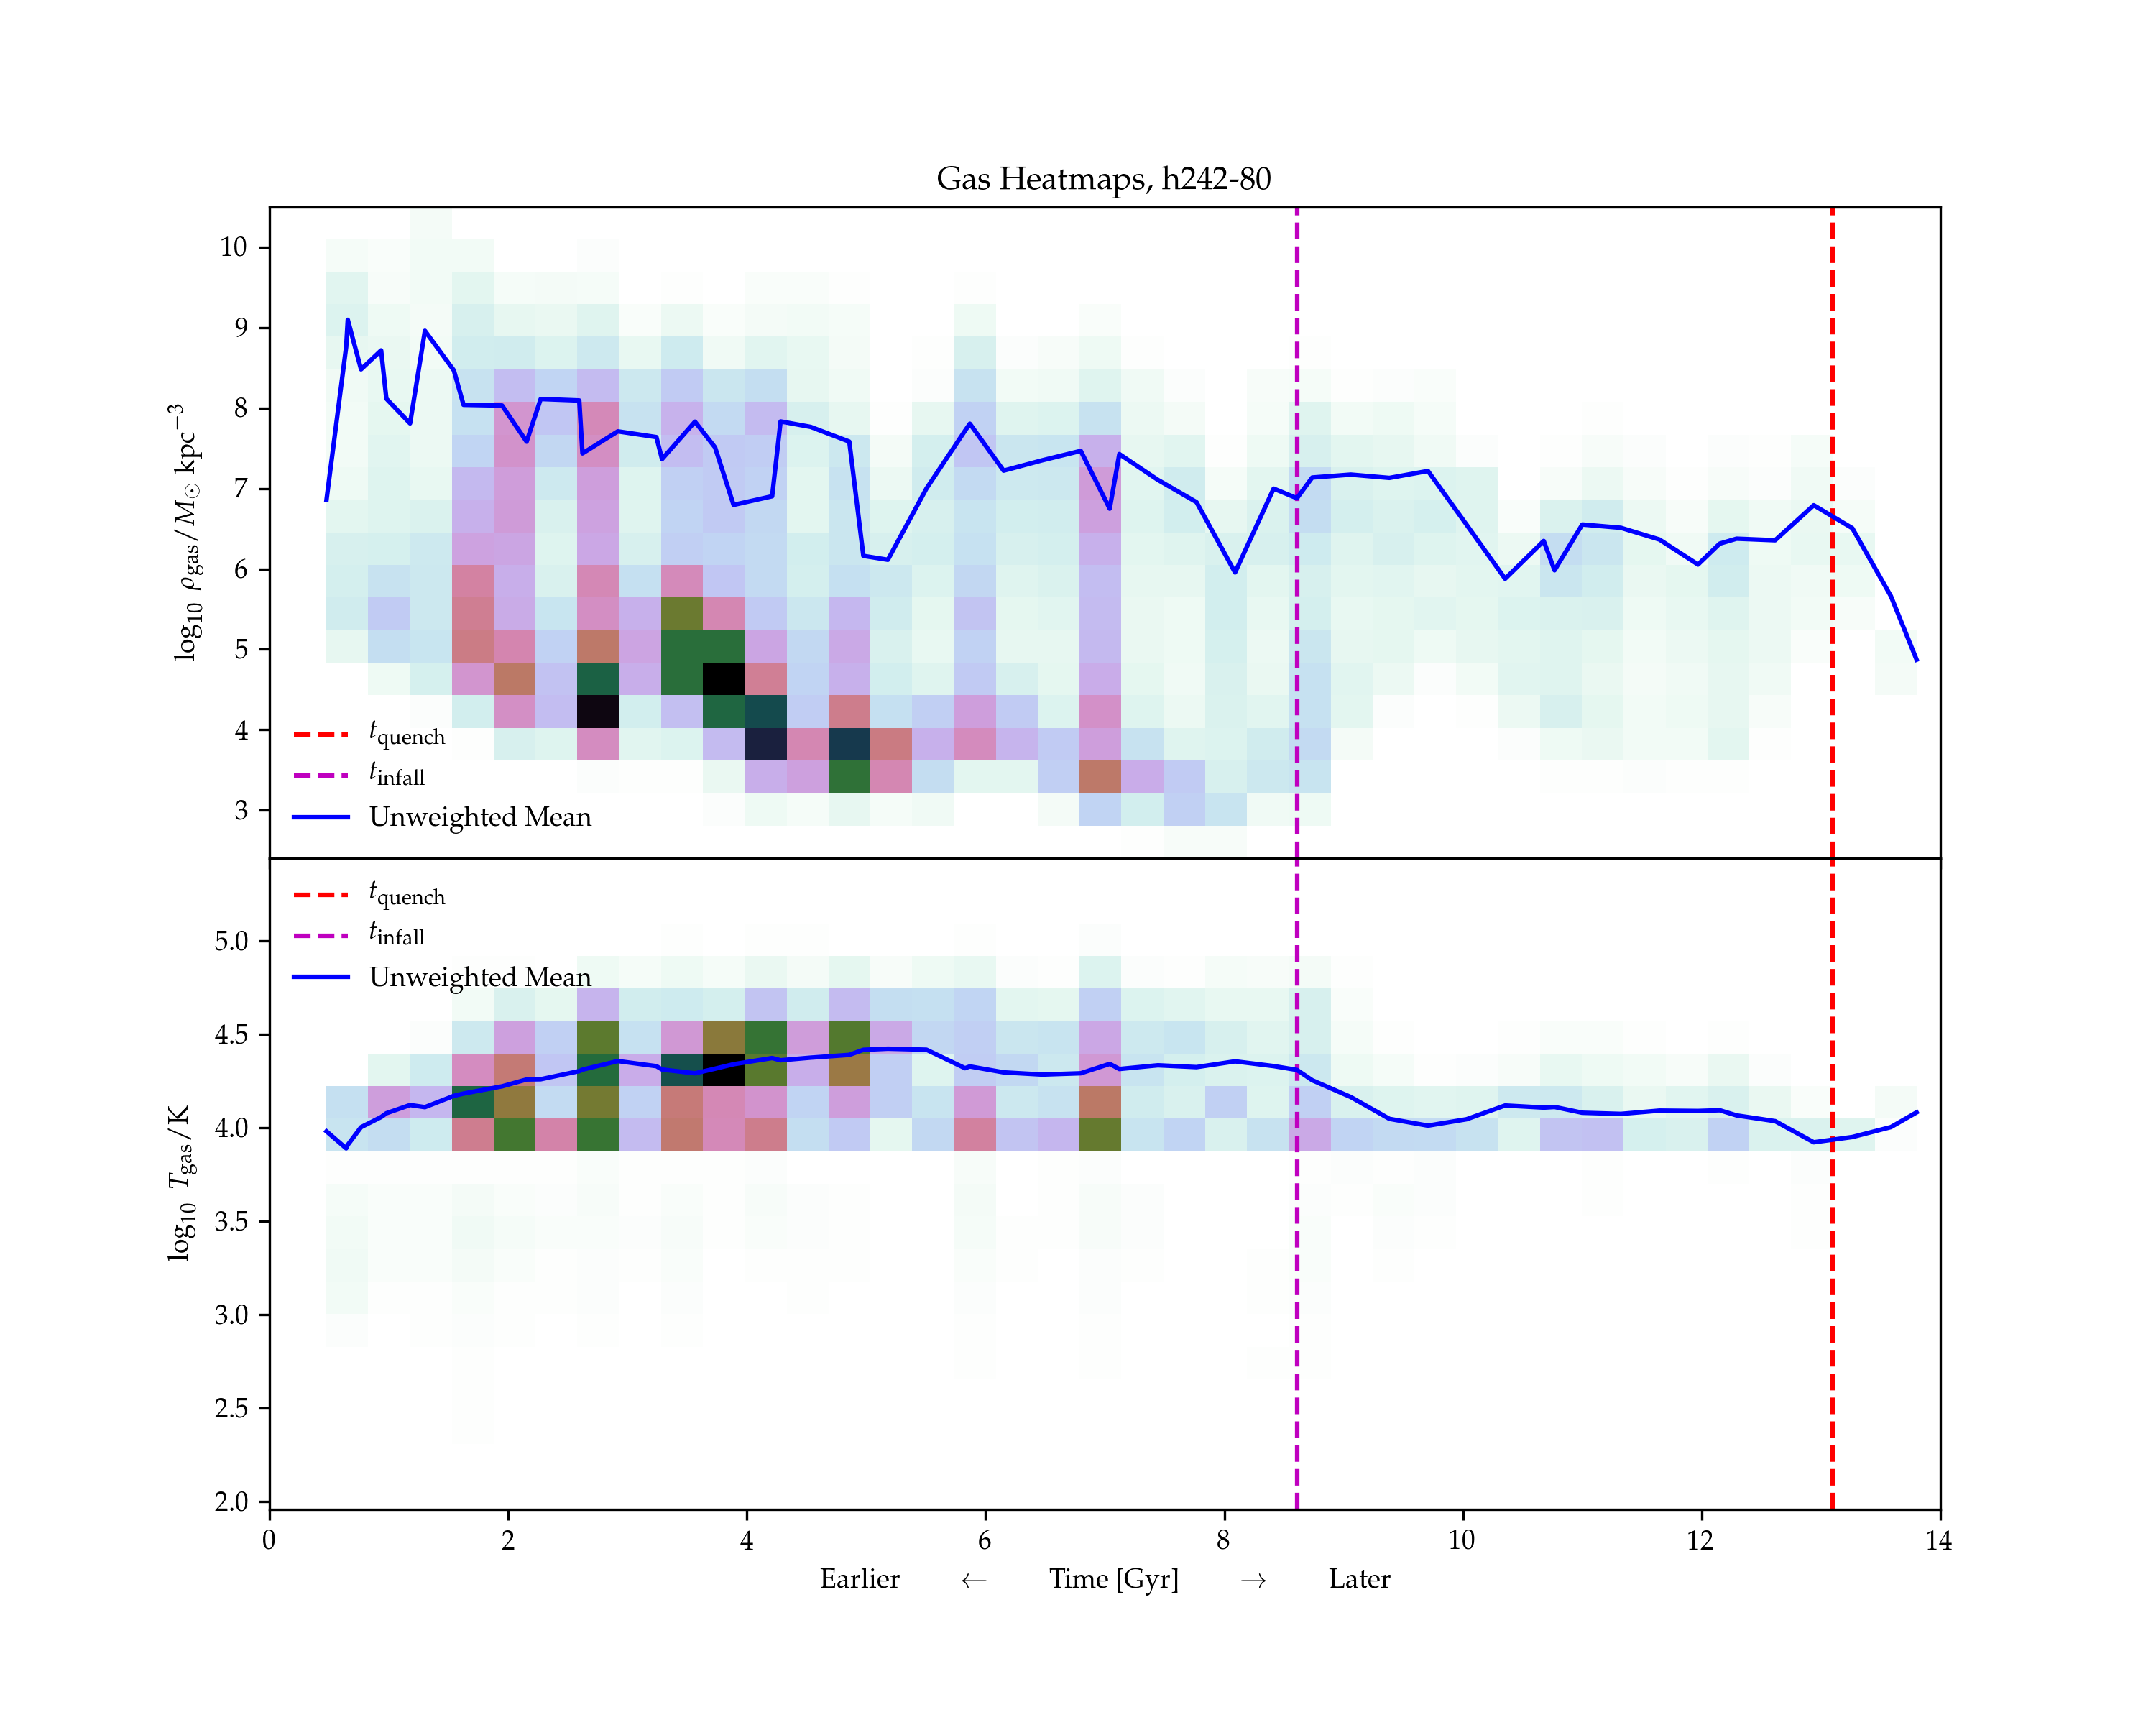 Gas Heatmaps, h242-80
log₁₀ ρgas/M⊙ kpc⁻³
10
9
8
7
6
5
4
3
tquench
tinfall
Unweighted Mean
log₁₀ Tgas/K
5.0
4.5
4.0
3.5
3.0
2.5
2.0
tquench
tinfall
Unweighted Mean
0 2 4 6 8 10 12 14
Earlier ← Time [Gyr] → Later